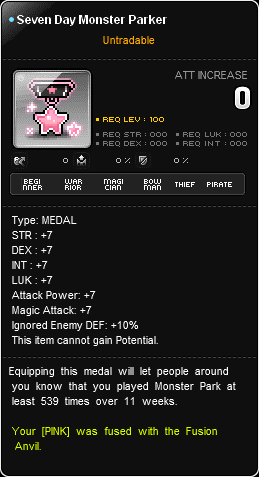 Seven Day Monster Parker
Untradable
ATT INCREASE
0
REQ LEV : 100
REQ STR : 000 REQ LUK : 000
REQ DEX : 000 REQ INT : 000
0 0 % 0 %
BEGINNER WARRIOR MAGICIAN BOWMAN THIEF PIRATE
Type: MEDAL
STR : +7
DEX : +7
INT : +7
LUK : +7
Attack Power: +7
Magic Attack: +7
Ignored Enemy DEF: +10%
This item cannot gain Potential.
Equipping this medal will let people around
you know that you played Monster Park at
least 539 times over 11 weeks.
Your [PINK] was fused with the Fusion
Anvil.